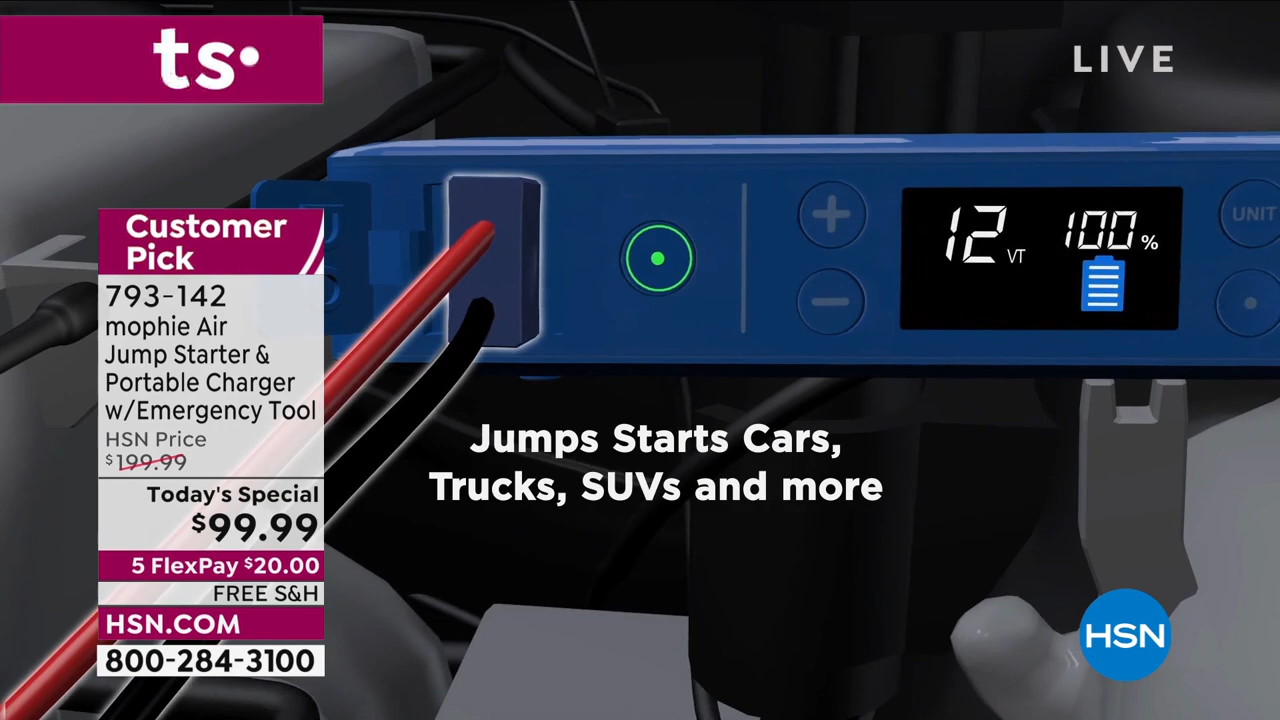 ts.
LIVE
Customer
Pick
793-142
mophie Air
Jump Starter &
Portable Charger
w/Emergency Tool
HSN Price
$199.99
Today's Special
$99.99
5 FlexPay $20.00
FREE S&H
HSN.COM
800-284-3100
+
−
12 VT
100 %
UNIT
Jumps Starts Cars,
Trucks, SUVs and more
HSN